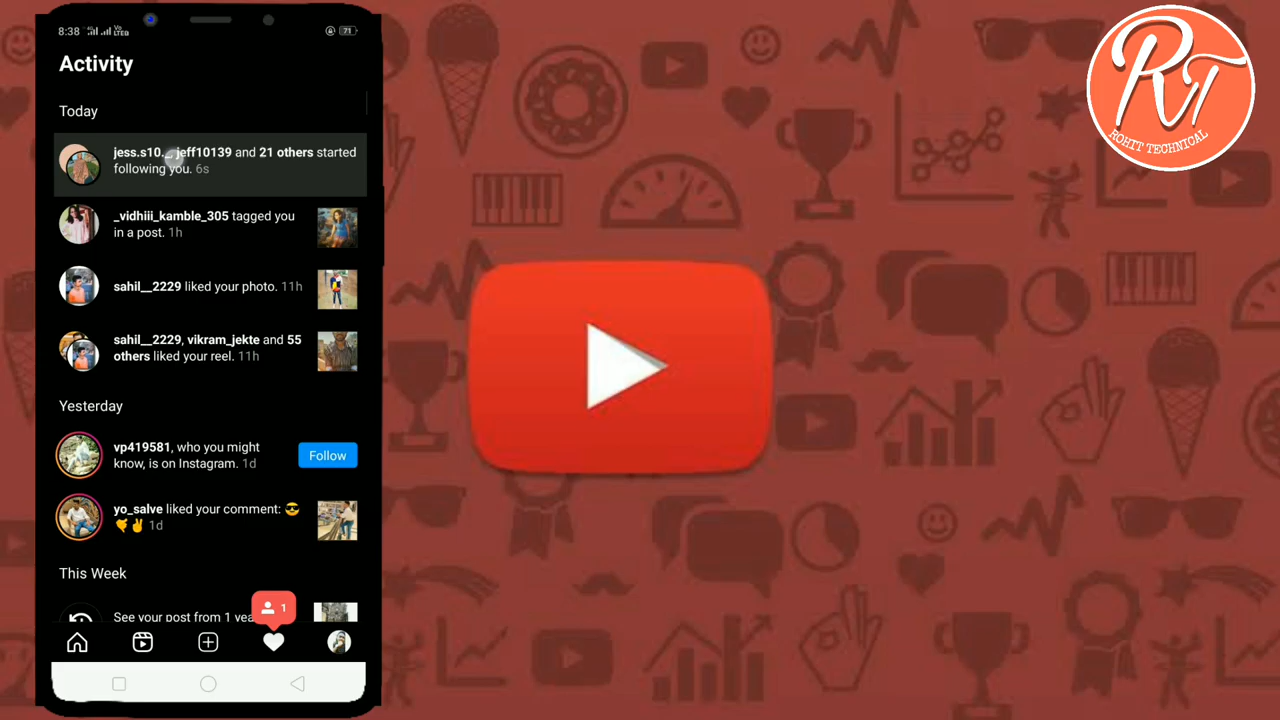 8:38
71
Activity
Today
jess.s10._, jeff10139 and 21 others started
following you. 6s
_vidhiii_kamble_305 tagged you
in a post. 1h
sahil__2229 liked your photo. 11h
sahil__2229, vikram_jekte and 55
others liked your reel. 11h
Yesterday
vp419581, who you might
know, is on Instagram. 1d
Follow
yo_salve liked your comment: 😎
🤙✌ 1d
This Week
See your post from 1 yea
1
RT
ROHIT TECHNICAL